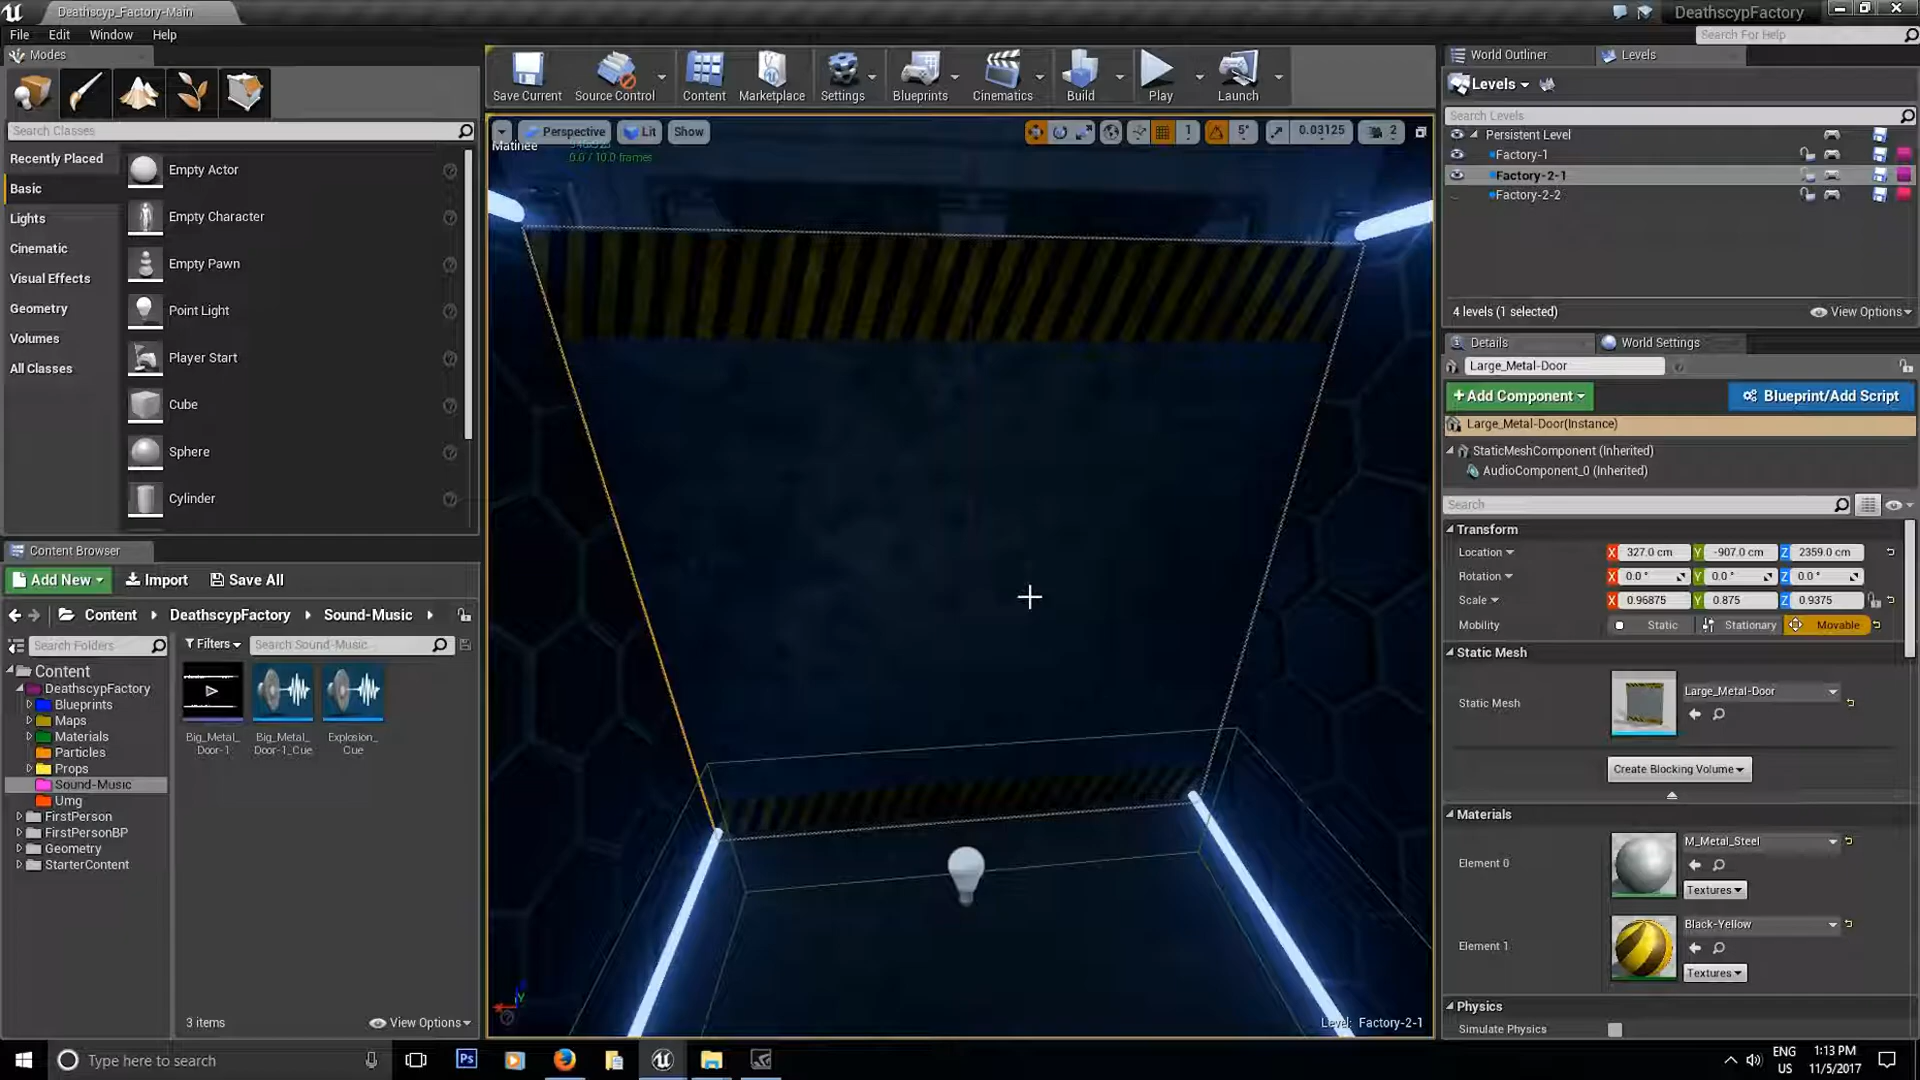 Deathscyp_Factory-Main
DeathscypFactory
File Edit Window Help
Search For Help
Modes
Search Classes
Recently Placed
Basic
Lights
Cinematic
Visual Effects
Geometry
Volumes
All Classes
Empty Actor
Empty Character
Empty Pawn
Point Light
Player Start
Cube
Sphere
Cylinder
Content Browser
Add New
Import
Save All
Content
DeathscypFactory
Sound-Music
Search Folders
Filters
Search Sound-Music
Content
DeathscypFactory
Blueprints
Maps
Materials
Particles
Props
Sound-Music
Umg
FirstPerson
FirstPersonBP
Geometry
StarterContent
Big_Metal_
Door-1
Big_Metal_
Door-1_Cue
Explosion_
Cue
3 items
View Options
Save Current
Source Control
Content
Marketplace
Settings
Blueprints
Cinematics
Build
Play
Launch
Perspective
Lit
Show
1
5°
0.03125
2
Matinee
0.0 / 10.0 frames
Level: Factory-2-1
World Outliner
Levels
Levels
Search Levels
Persistent Level
Factory-1
Factory-2-1
Factory-2-2
4 levels (1 selected)
View Options
Details
World Settings
Large_Metal-Door
+Add Component
Blueprint/Add Script
Large_Metal-Door(Instance)
StaticMeshComponent (Inherited)
AudioComponent_0 (Inherited)
Search
Transform
Location X 327.0 cm Y -907.0 cm Z 2359.0 cm
Rotation X 0.0 ° Y 0.0 ° Z 0.0 °
Scale X 0.96875 Y 0.875 Z 0.9375
Mobility Static Stationary Movable
Static Mesh
Static Mesh
Large_Metal-Door
Create Blocking Volume
Materials
Element 0
M_Metal_Steel
Textures
Element 1
Black-Yellow
Textures
Physics
Simulate Physics
Type here to search
Ps
ENG
US
1:13 PM
11/5/2017